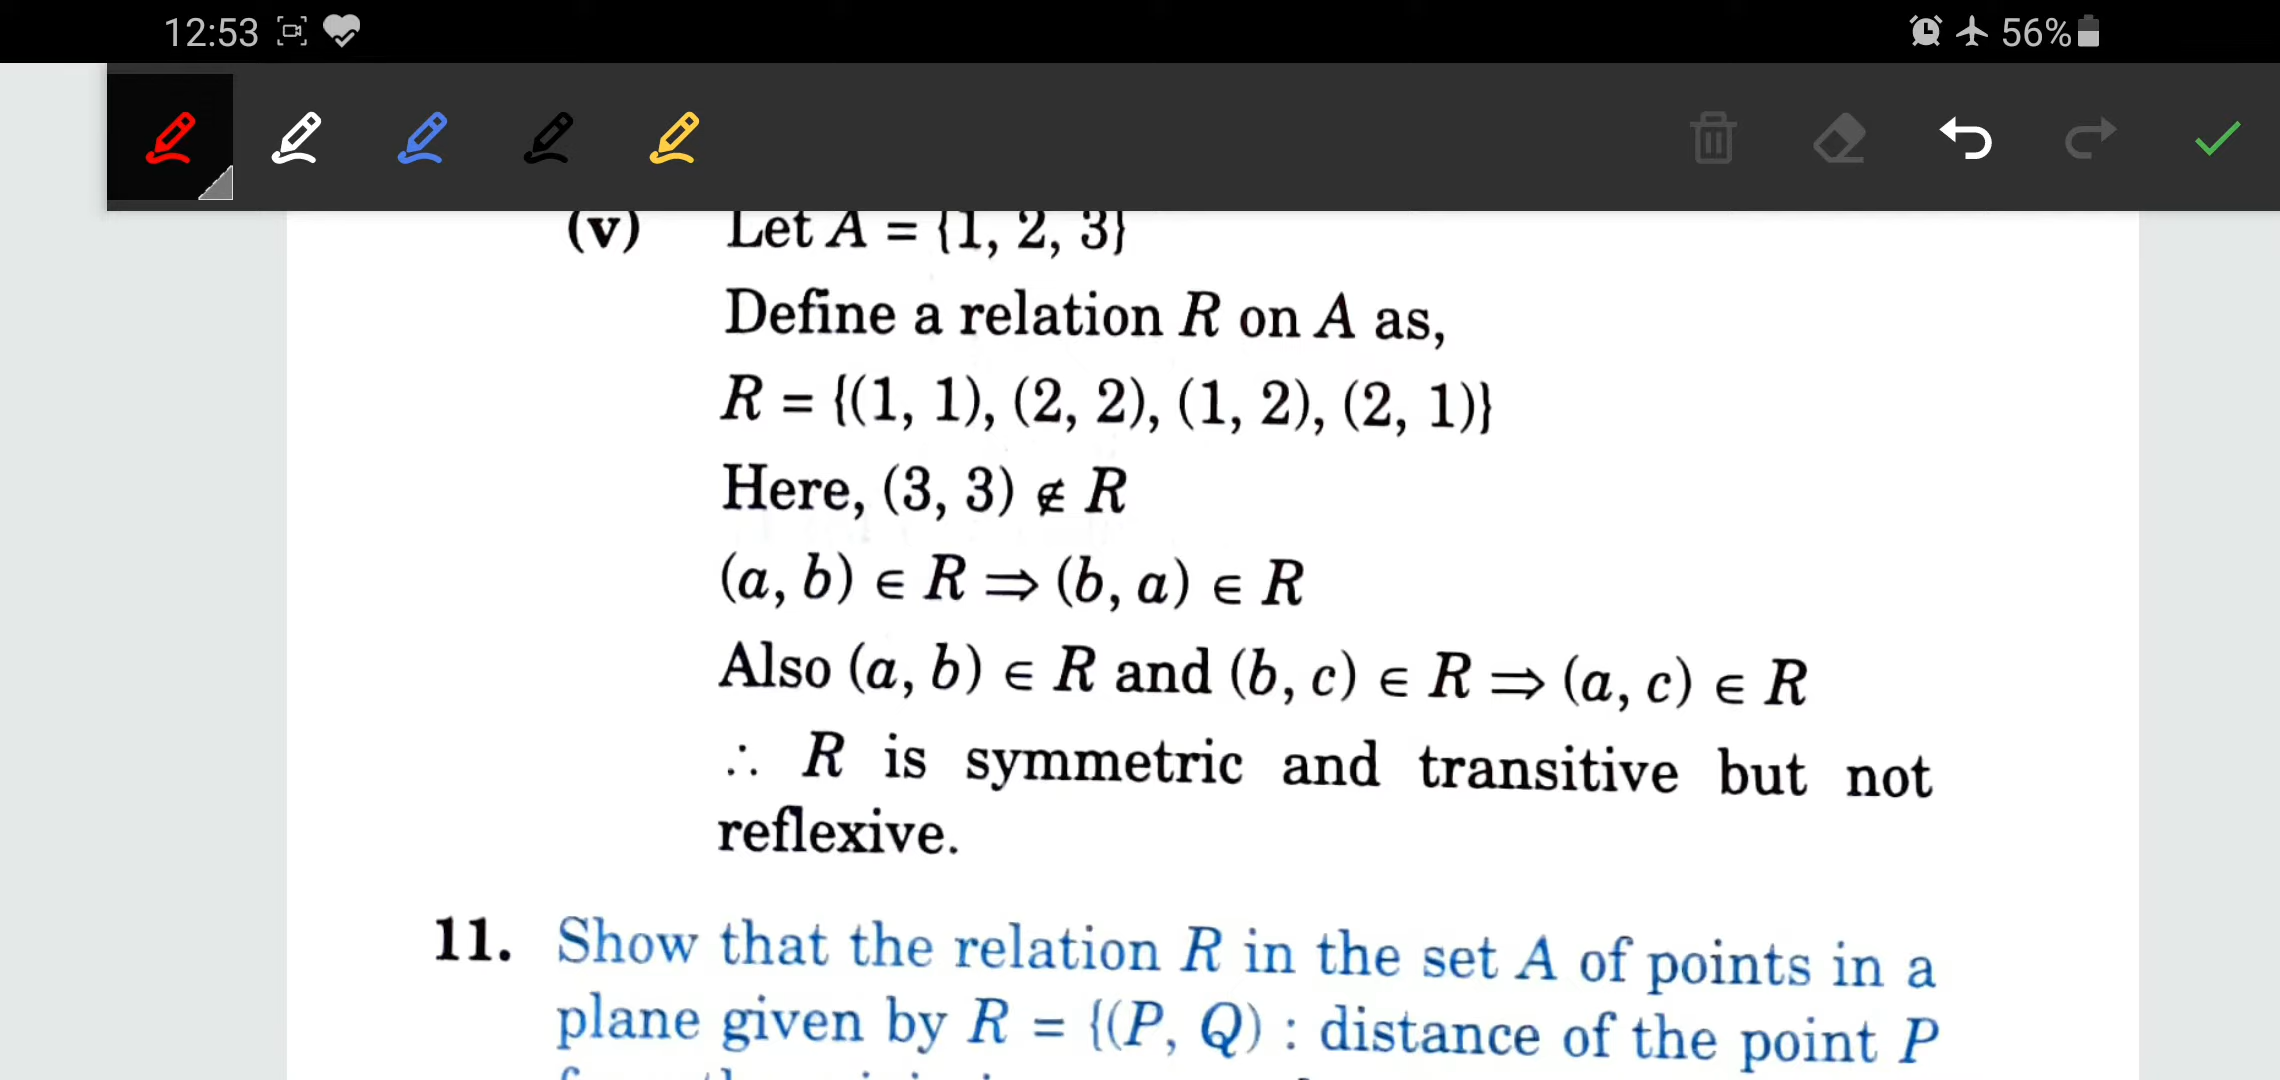 12:53 56%
(v) Let A = {1, 2, 3}
Define a relation R on A as,
R = {(1, 1), (2, 2), (1, 2), (2, 1)}
Here, (3, 3) ∉ R
(a, b) ∈ R ⇒ (b, a) ∈ R
Also (a, b) ∈ R and (b, c) ∈ R ⇒ (a, c) ∈ R
∴ R is symmetric and transitive but not
reflexive.
11. Show that the relation R in the set A of points in a
plane given by R = {(P, Q) : distance of the point P